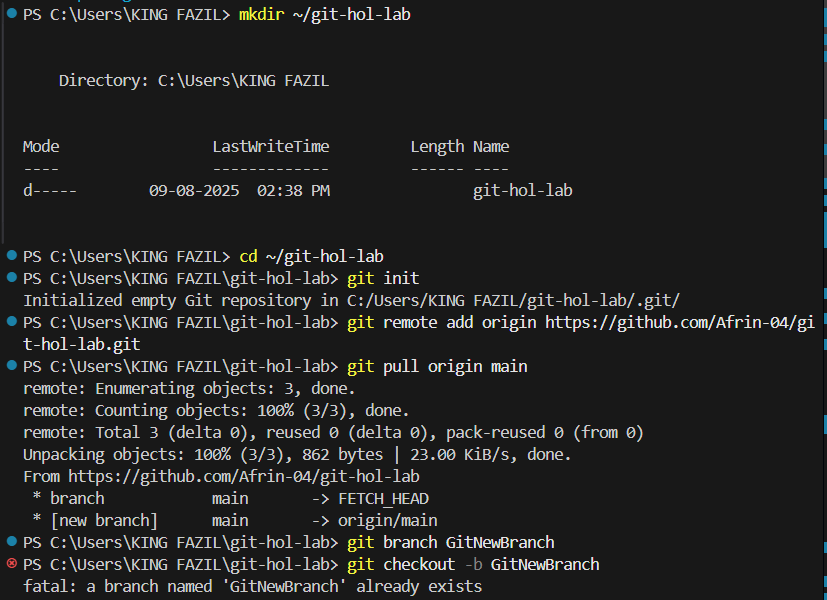 PS C:\Users\KING FAZIL> mkdir ~/git-hol-lab
Directory: C:\Users\KING FAZIL
Mode LastWriteTime Length Name
---- ------------- ------ ----
d----- 09-08-2025 02:38 PM git-hol-lab
PS C:\Users\KING FAZIL> cd ~/git-hol-lab
PS C:\Users\KING FAZIL\git-hol-lab> git init
Initialized empty Git repository in C:/Users/KING FAZIL/git-hol-lab/.git/
PS C:\Users\KING FAZIL\git-hol-lab> git remote add origin https://github.com/Afrin-04/gi
t-hol-lab.git
PS C:\Users\KING FAZIL\git-hol-lab> git pull origin main
remote: Enumerating objects: 3, done.
remote: Counting objects: 100% (3/3), done.
remote: Total 3 (delta 0), reused 0 (delta 0), pack-reused 0 (from 0)
Unpacking objects: 100% (3/3), 862 bytes | 23.00 KiB/s, done.
From https://github.com/Afrin-04/git-hol-lab
* branch main -> FETCH_HEAD
* [new branch] main -> origin/main
PS C:\Users\KING FAZIL\git-hol-lab> git branch GitNewBranch
PS C:\Users\KING FAZIL\git-hol-lab> git checkout -b GitNewBranch
fatal: a branch named 'GitNewBranch' already exists